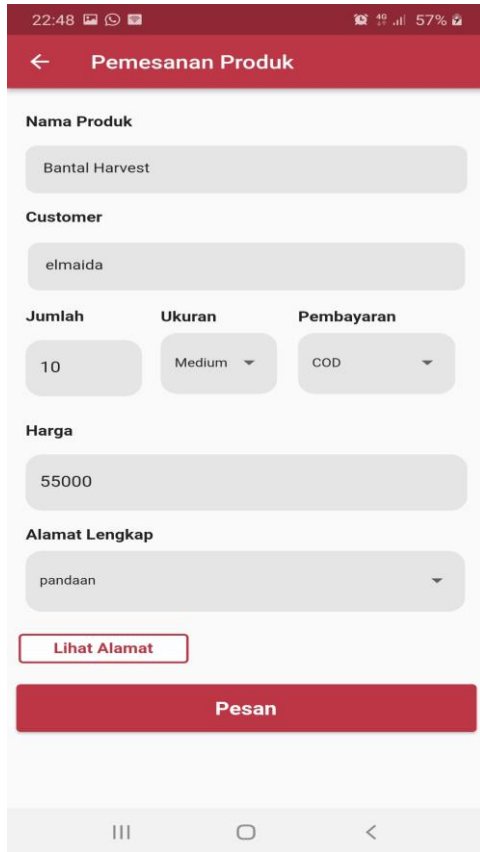 22:48 4G 57%
Pemesanan Produk
Nama Produk
Bantal Harvest
Customer
elmaida
Jumlah Ukuran Pembayaran
10 Medium COD
Harga
55000
Alamat Lengkap
pandaan
Lihat Alamat
Pesan